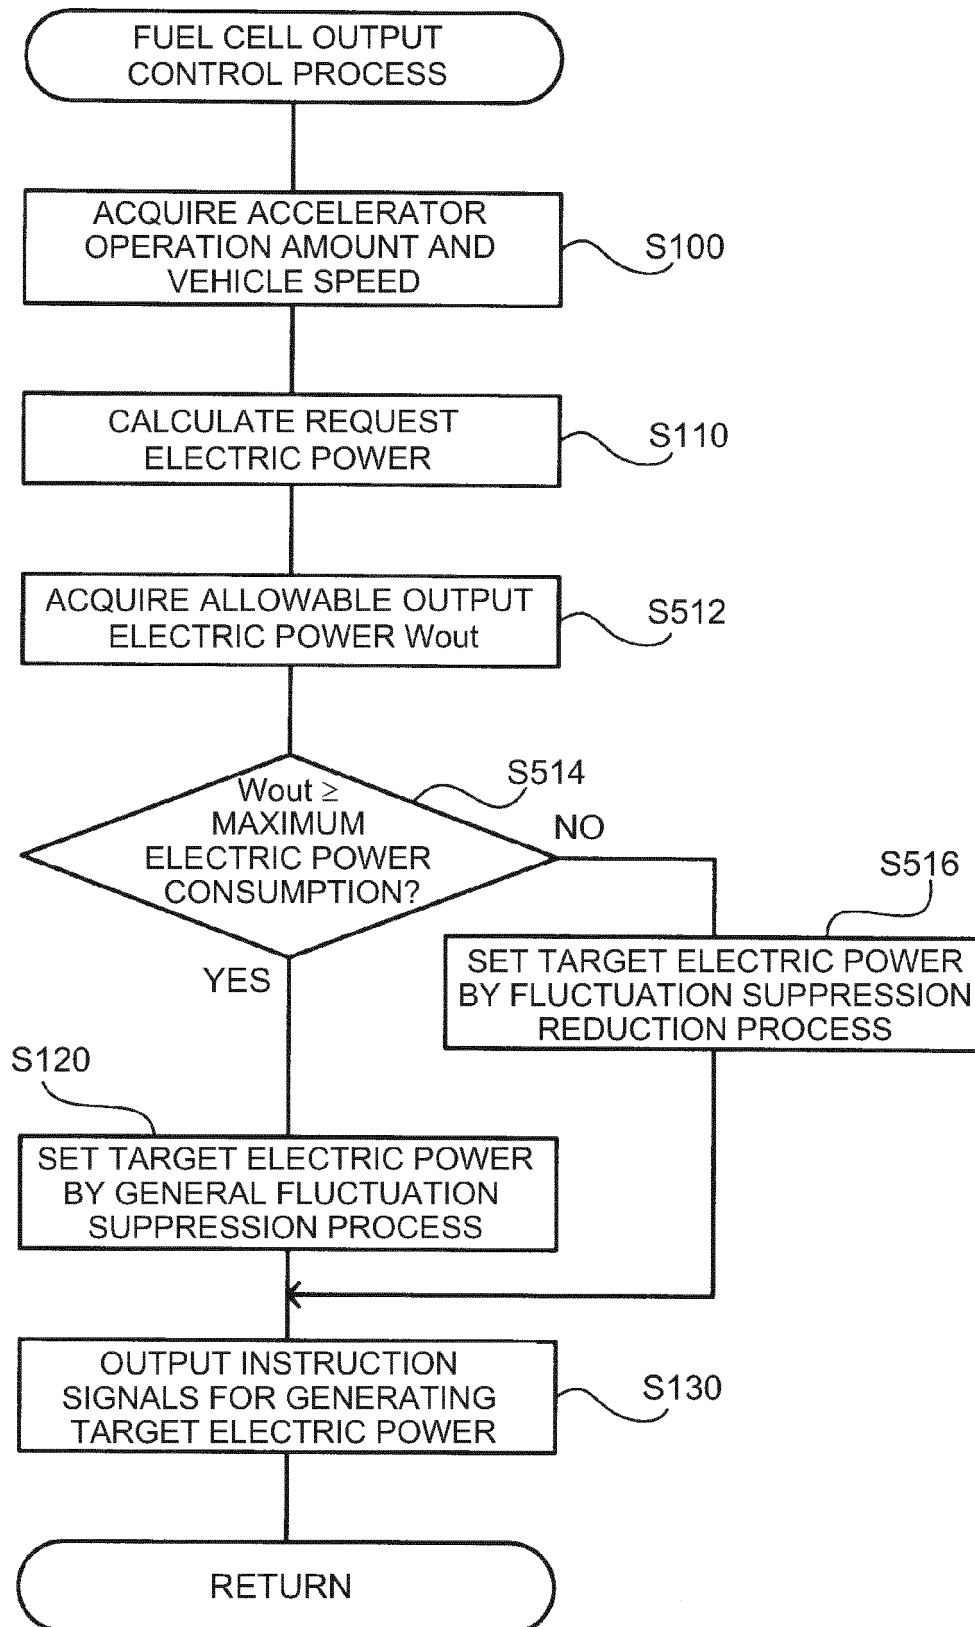 FUEL CELL OUTPUT
CONTROL PROCESS
ACQUIRE ACCELERATOR
OPERATION AMOUNT AND
VEHICLE SPEED
S100
CALCULATE REQUEST
ELECTRIC POWER
S110
ACQUIRE ALLOWABLE OUTPUT
ELECTRIC POWER Wout
S512
Wout ≥
MAXIMUM
ELECTRIC POWER
CONSUMPTION?
S514
NO
YES
S516
SET TARGET ELECTRIC POWER
BY FLUCTUATION SUPPRESSION
REDUCTION PROCESS
S120
SET TARGET ELECTRIC POWER
BY GENERAL FLUCTUATION
SUPPRESSION PROCESS
OUTPUT INSTRUCTION
SIGNALS FOR GENERATING
TARGET ELECTRIC POWER
S130
RETURN